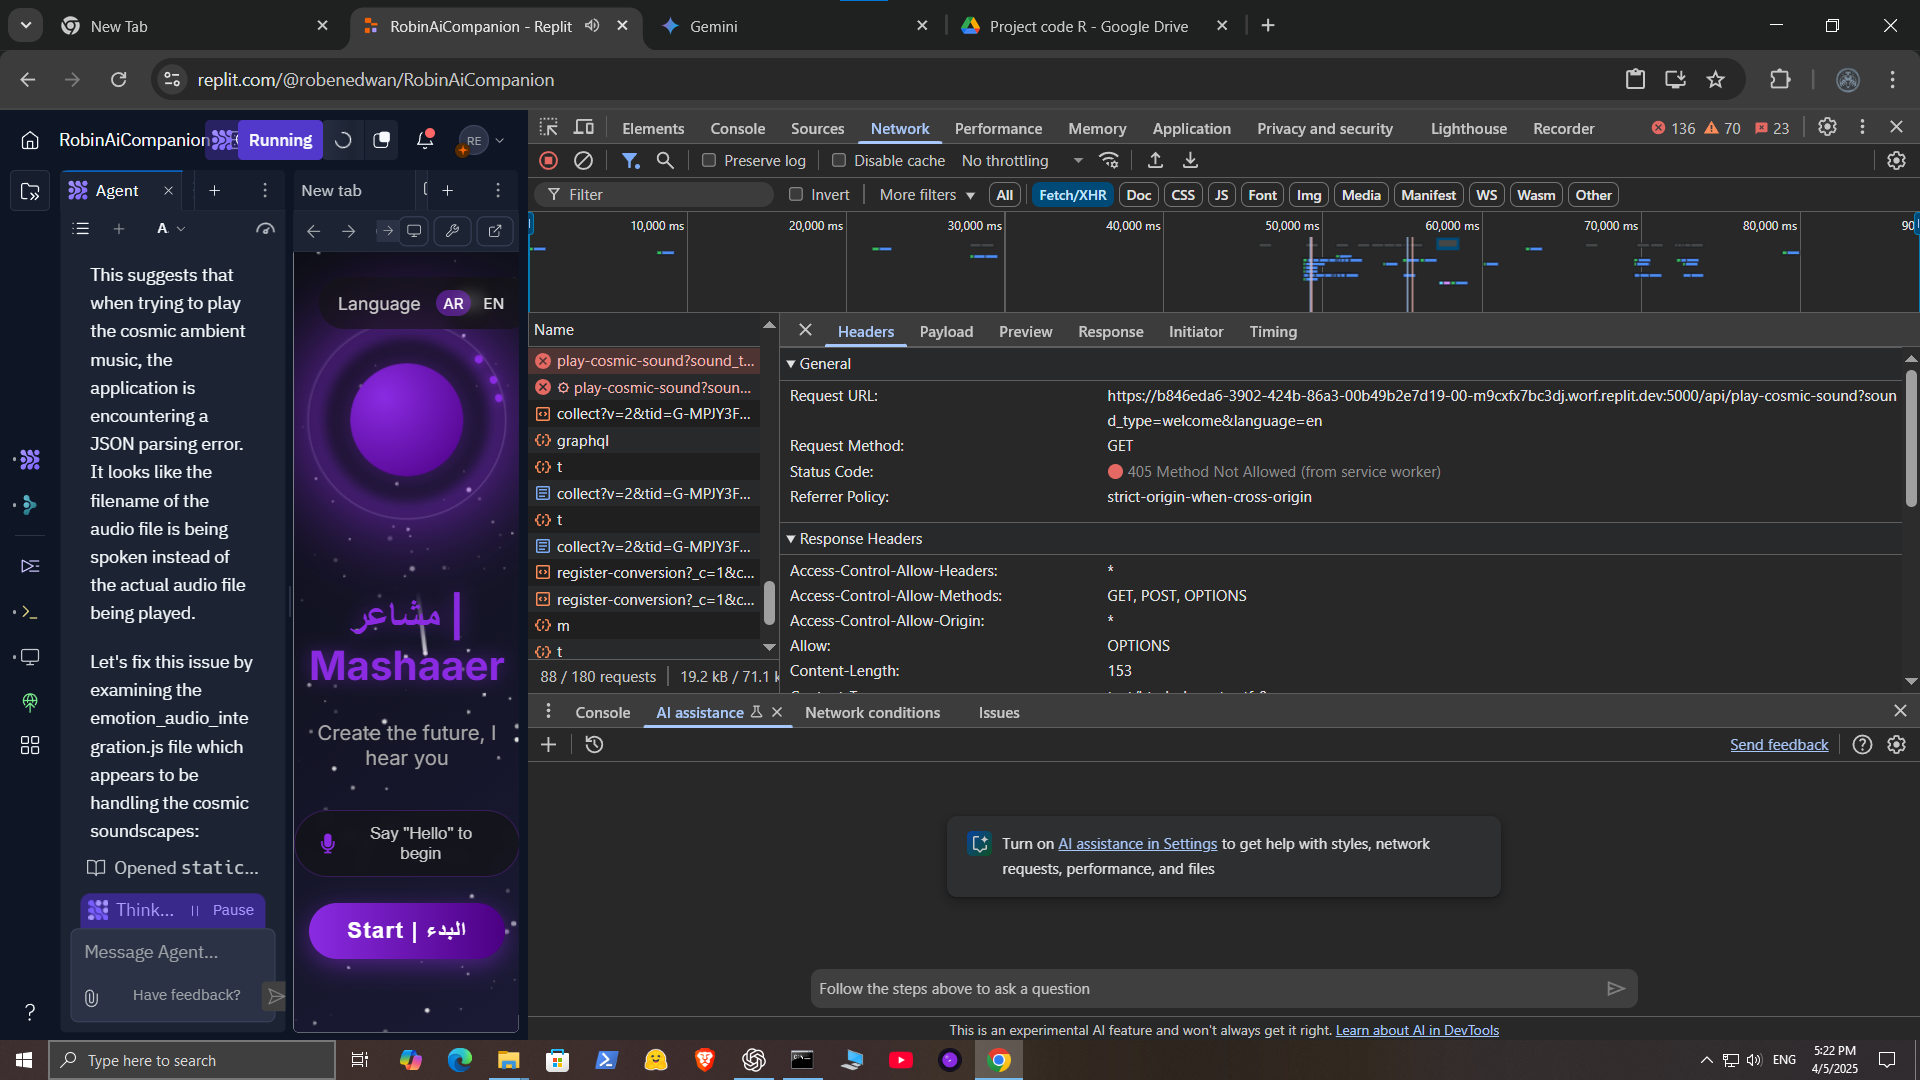 New Tab
RobinAiCompanion - Replit
Gemini
Project code R - Google Drive
replit.com/@robenedwan/RobinAiCompanion
RobinAiCompanion
Running
RE
Agent
New tab
A
This suggests that
when trying to play
the cosmic ambient
music, the
application is
encountering a
JSON parsing error.
It looks like the
filename of the
audio file is being
spoken instead of
the actual audio file
being played.
Let's fix this issue by
examining the
emotion_audio_inte
gration.js file which
appears to be
handling the cosmic
soundscapes:
Opened static...
Think...
Pause
Message Agent...
Have feedback?
Language AR EN
مشاعر |
Mashaaer
Create the future, I
hear you
Say "Hello" to
begin
Start | البدء
Elements
Console
Sources
Network
Performance
Memory
Application
Privacy and security
Lighthouse
Recorder
136
70
23
Preserve log
Disable cache
No throttling
Filter
Invert
More filters
All
Fetch/XHR
Doc
CSS
JS
Font
Img
Media
Manifest
WS
Wasm
Other
10,000 ms
20,000 ms
30,000 ms
40,000 ms
50,000 ms
60,000 ms
70,000 ms
80,000 ms
90
Name
play-cosmic-sound?sound_t...
play-cosmic-sound?soun...
collect?v=2&tid=G-MPJY3F...
graphql
t
collect?v=2&tid=G-MPJY3F...
t
collect?v=2&tid=G-MPJY3F...
register-conversion?_c=1&c...
register-conversion?_c=1&c...
m
t
88 / 180 requests
19.2 kB / 71.1 k
Headers
Payload
Preview
Response
Initiator
Timing
General
Request URL: https://b846eda6-3902-424b-86a3-00b49b2e7d19-00-m9cxfx7bc3dj.worf.replit.dev:5000/api/play-cosmic-sound?soun
d_type=welcome&language=en
Request Method: GET
Status Code: 405 Method Not Allowed (from service worker)
Referrer Policy: strict-origin-when-cross-origin
Response Headers
Access-Control-Allow-Headers: *
Access-Control-Allow-Methods: GET, POST, OPTIONS
Access-Control-Allow-Origin: *
Allow: OPTIONS
Content-Length: 153
Console
AI assistance
Network conditions
Issues
Send feedback
Turn on AI assistance in Settings to get help with styles, network
requests, performance, and files
Follow the steps above to ask a question
This is an experimental AI feature and won't always get it right. Learn about AI in DevTools
Type here to search
ENG
5:22 PM
4/5/2025